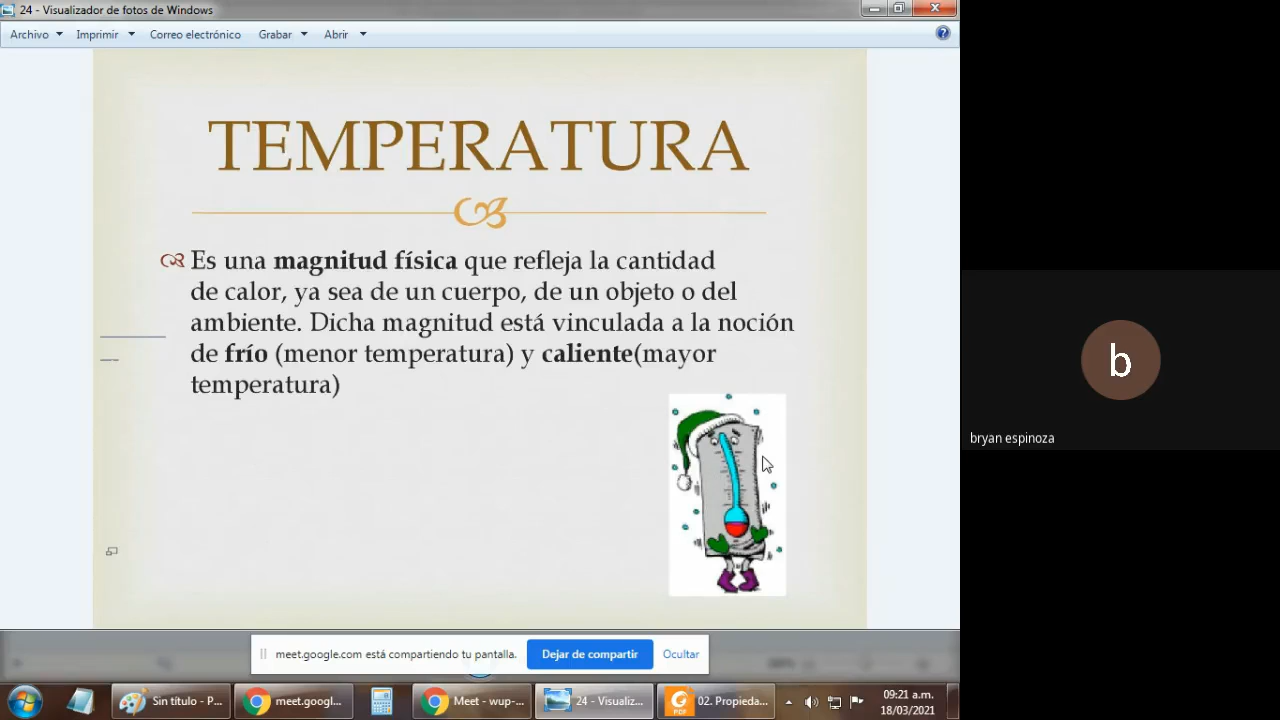 24 - Visualizador de fotos de Windows
Archivo Imprimir Correo electrónico Grabar Abrir
TEMPERATURA
Es una magnitud física que refleja la cantidad
de calor, ya sea de un cuerpo, de un objeto o del
ambiente. Dicha magnitud está vinculada a la noción
de frío (menor temperatura) y caliente(mayor
temperatura)
b
bryan espinoza
meet.google.com está compartiendo tu pantalla. Dejar de compartir Ocultar
Sin título - P... meet.googl... Meet - wup-... 24 - Visualiz... PDF 02. Propieda... 09:21 a.m.
18/03/2021